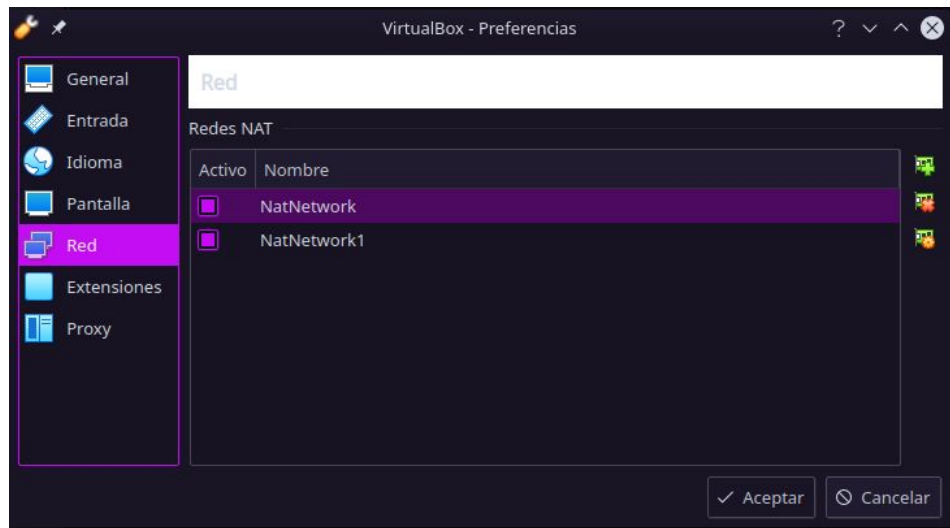 VirtualBox - Preferencias
General
Entrada
Idioma
Pantalla
Red
Extensiones
Proxy
Red
Redes NAT
Activo Nombre
NatNetwork
NatNetwork1
Aceptar Cancelar